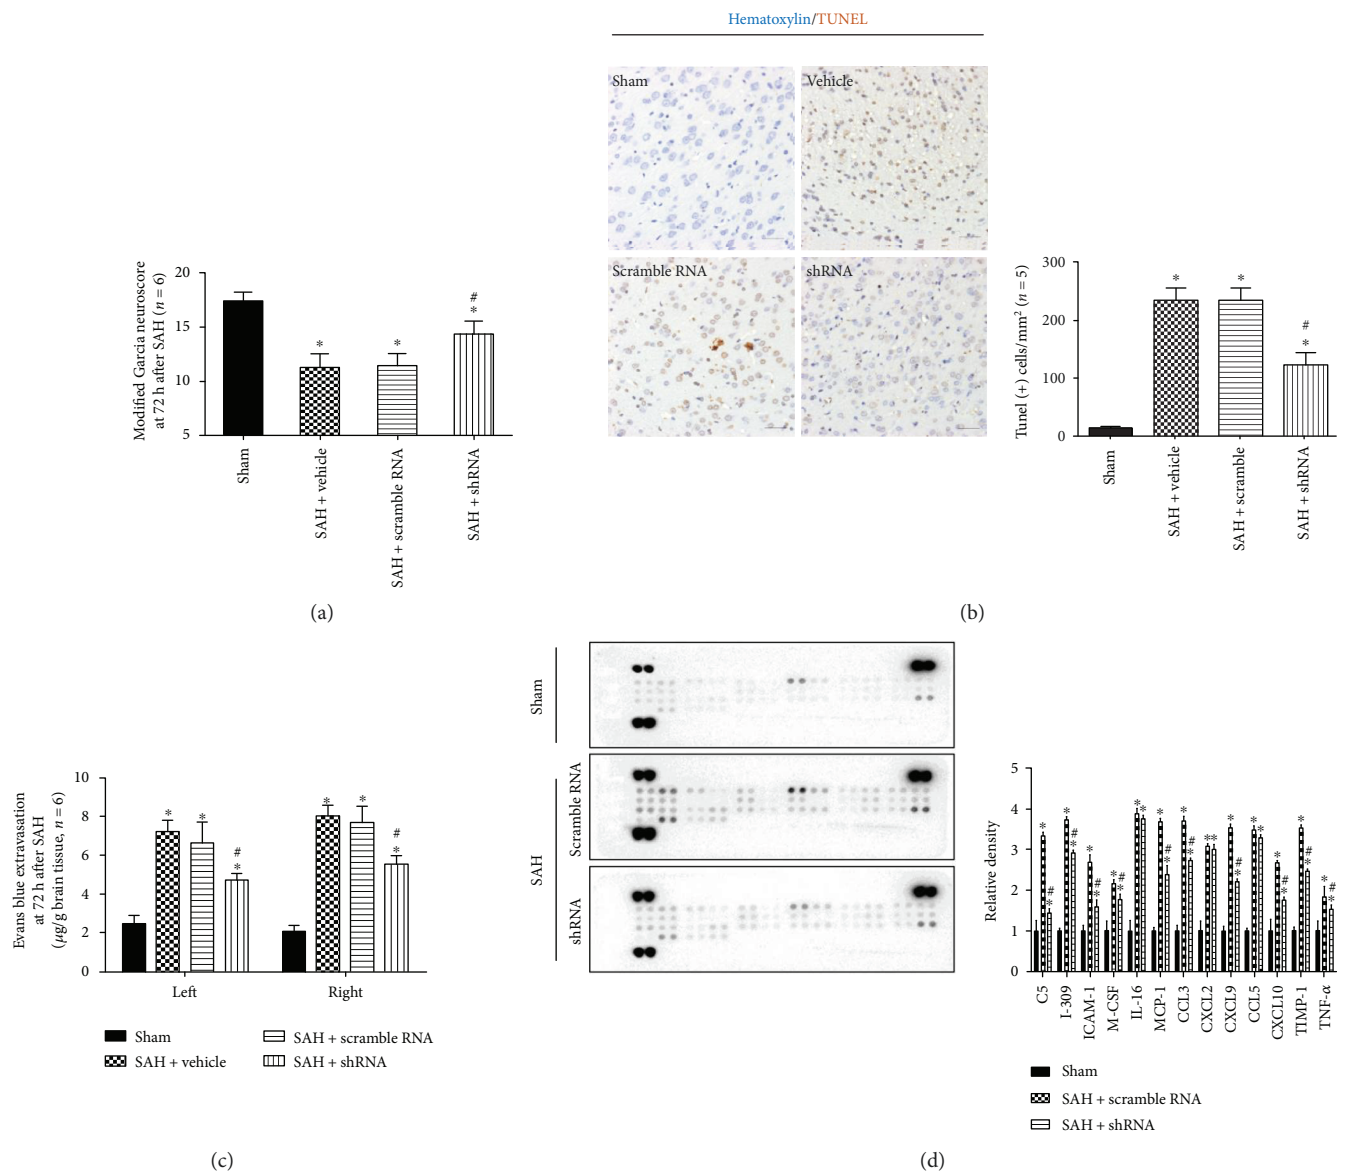 Hematoxylin/TUNEL
Sham
Vehicle
Scramble RNA
shRNA
Modified Garcia neuroscore
at 72 h after SAH (n = 6)
20
15
10
5
*
*
#
*
Sham
SAH + vehicle
SAH + scramble RNA
SAH + shRNA
(a)
Tunel (+) cells/mm² (n = 5)
300
200
100
0
*
*
#
*
Sham
SAH + vehicle
SAH + scramble
SAH + shRNA
(b)
Evans blue extravasation
at 72 h after SAH
(μg/g brain tissue, n = 6)
10
8
6
4
2
0
*
*
#
*
*
*
#
*
Left
Right
Sham
SAH + vehicle
SAH + scramble RNA
SAH + shRNA
(c)
Sham
SAH
Scramble RNA
shRNA
Relative density
5
4
3
2
1
0
*
#
*
*
#
*
*
#
*
*
#
*
*
*
*
#
*
*
#
*
*
*
*
#
*
*
*
*
#
*
*
#
*
*
#
*
C5
I-309
ICAM-1
M-CSF
IL-16
MCP-1
CCL3
CXCL2
CXCL9
CCL5
CXCL10
TIMP-1
TNF-α
Sham
SAH + scramble RNA
SAH + shRNA
(d)